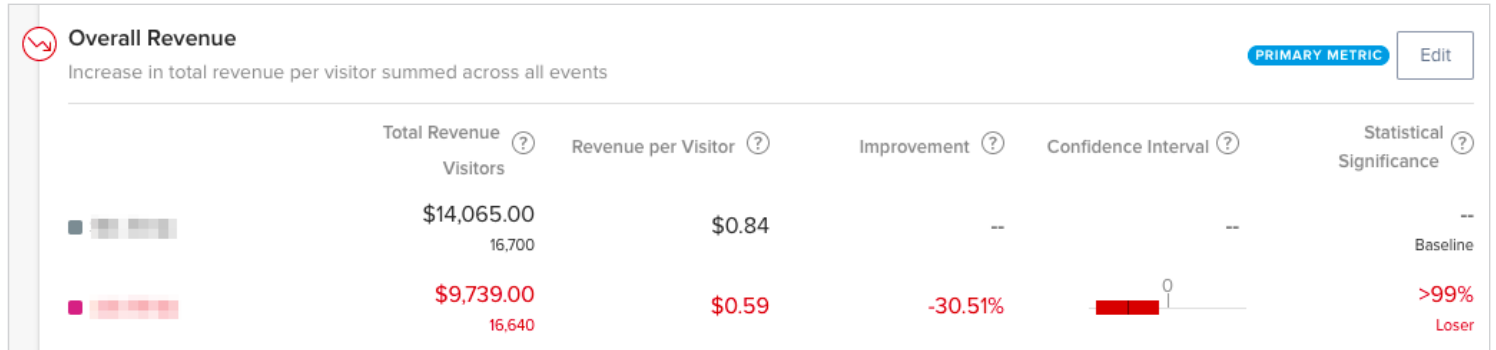 Overall Revenue
Increase in total revenue per visitor summed across all events
PRIMARY METRIC
Edit
Total Revenue ?
Visitors
Revenue per Visitor ?
Improvement ?
Confidence Interval ?
Statistical ?
Significance
$14,065.00
16,700
$0.84
--
--
--
Baseline
$9,739.00
16,640
$0.59
-30.51%
0
>99%
Loser